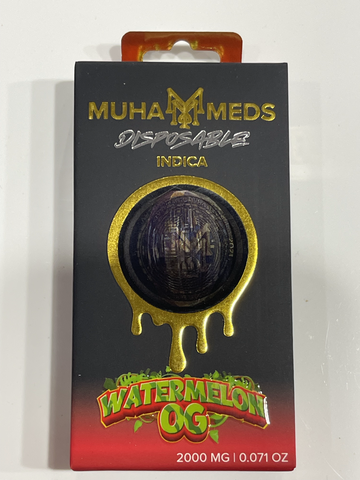 MUHA M MEDS
DISPOSABLE
INDICA
WATERMELON
OG
2000 MG | 0.071 OZ